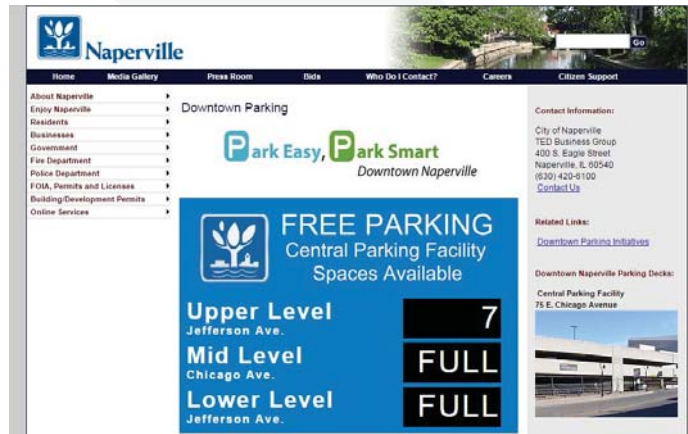 Naperville
Go
Home Media Gallery Press Room Bids Who Do I Contact? Careers Citizen Support
About Naperville
Enjoy Naperville
Residents
Businesses
Government
Fire Department
Police Department
FOIA, Permits and Licenses
Building/Development Permits
Online Services
Downtown Parking
Park Easy, Park Smart
Downtown Naperville
FREE PARKING
Central Parking Facility
Spaces Available
Upper Level 7
Jefferson Ave.
Mid Level FULL
Chicago Ave.
Lower Level FULL
Jefferson Ave.
Contact Information:
City of Naperville
TED Business Group
400 S. Eagle Street
Naperville, IL 60540
(630) 420-6100
Contact Us
Related Links:
Downtown Parking Initiatives
Downtown Naperville Parking Decks:
Central Parking Facility
75 E. Chicago Avenue